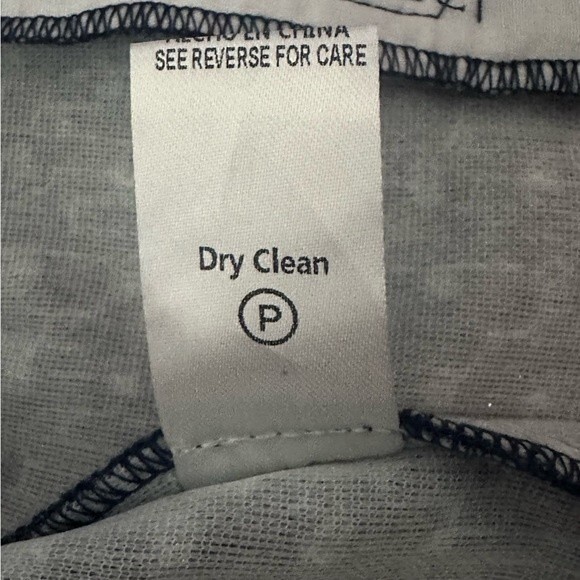 HECHO EN CHINA
SEE REVERSE FOR CARE
Dry Clean
P